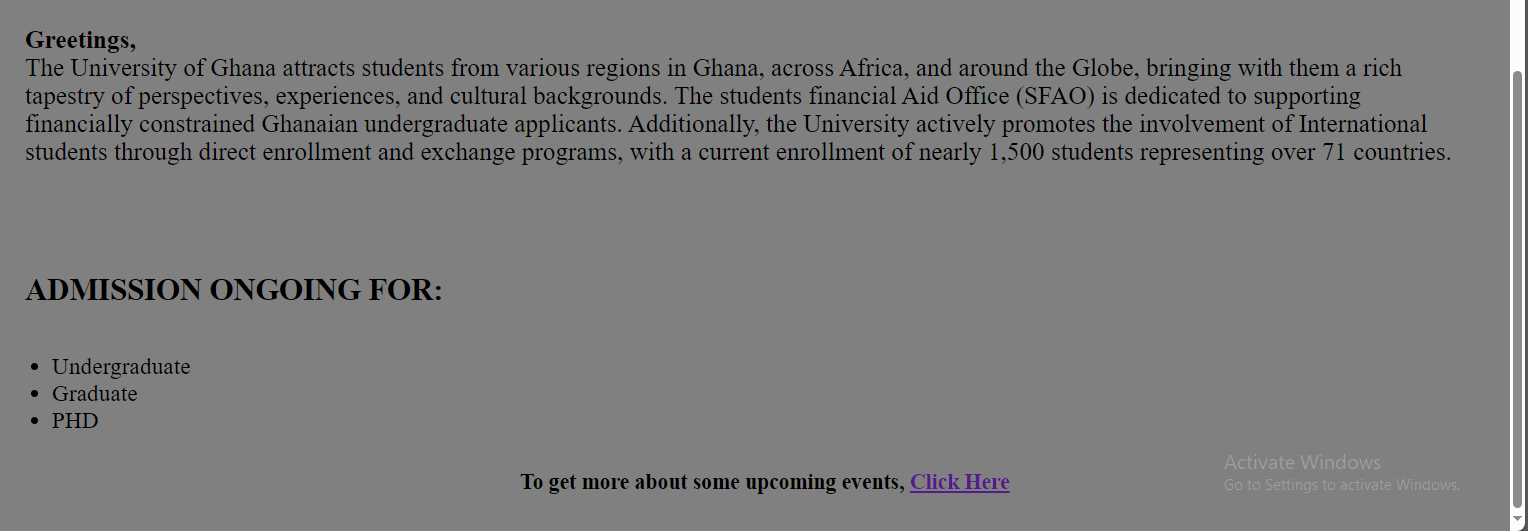 Greetings,
The University of Ghana attracts students from various regions in Ghana, across Africa, and around the Globe, bringing with them a rich
tapestry of perspectives, experiences, and cultural backgrounds. The students financial Aid Office (SFAO) is dedicated to supporting
financially constrained Ghanaian undergraduate applicants. Additionally, the University actively promotes the involvement of International
students through direct enrollment and exchange programs, with a current enrollment of nearly 1,500 students representing over 71 countries.
ADMISSION ONGOING FOR:
• Undergraduate
• Graduate
• PHD
To get more about some upcoming events, Click Here
Activate Windows
Go to Settings to activate Windows.